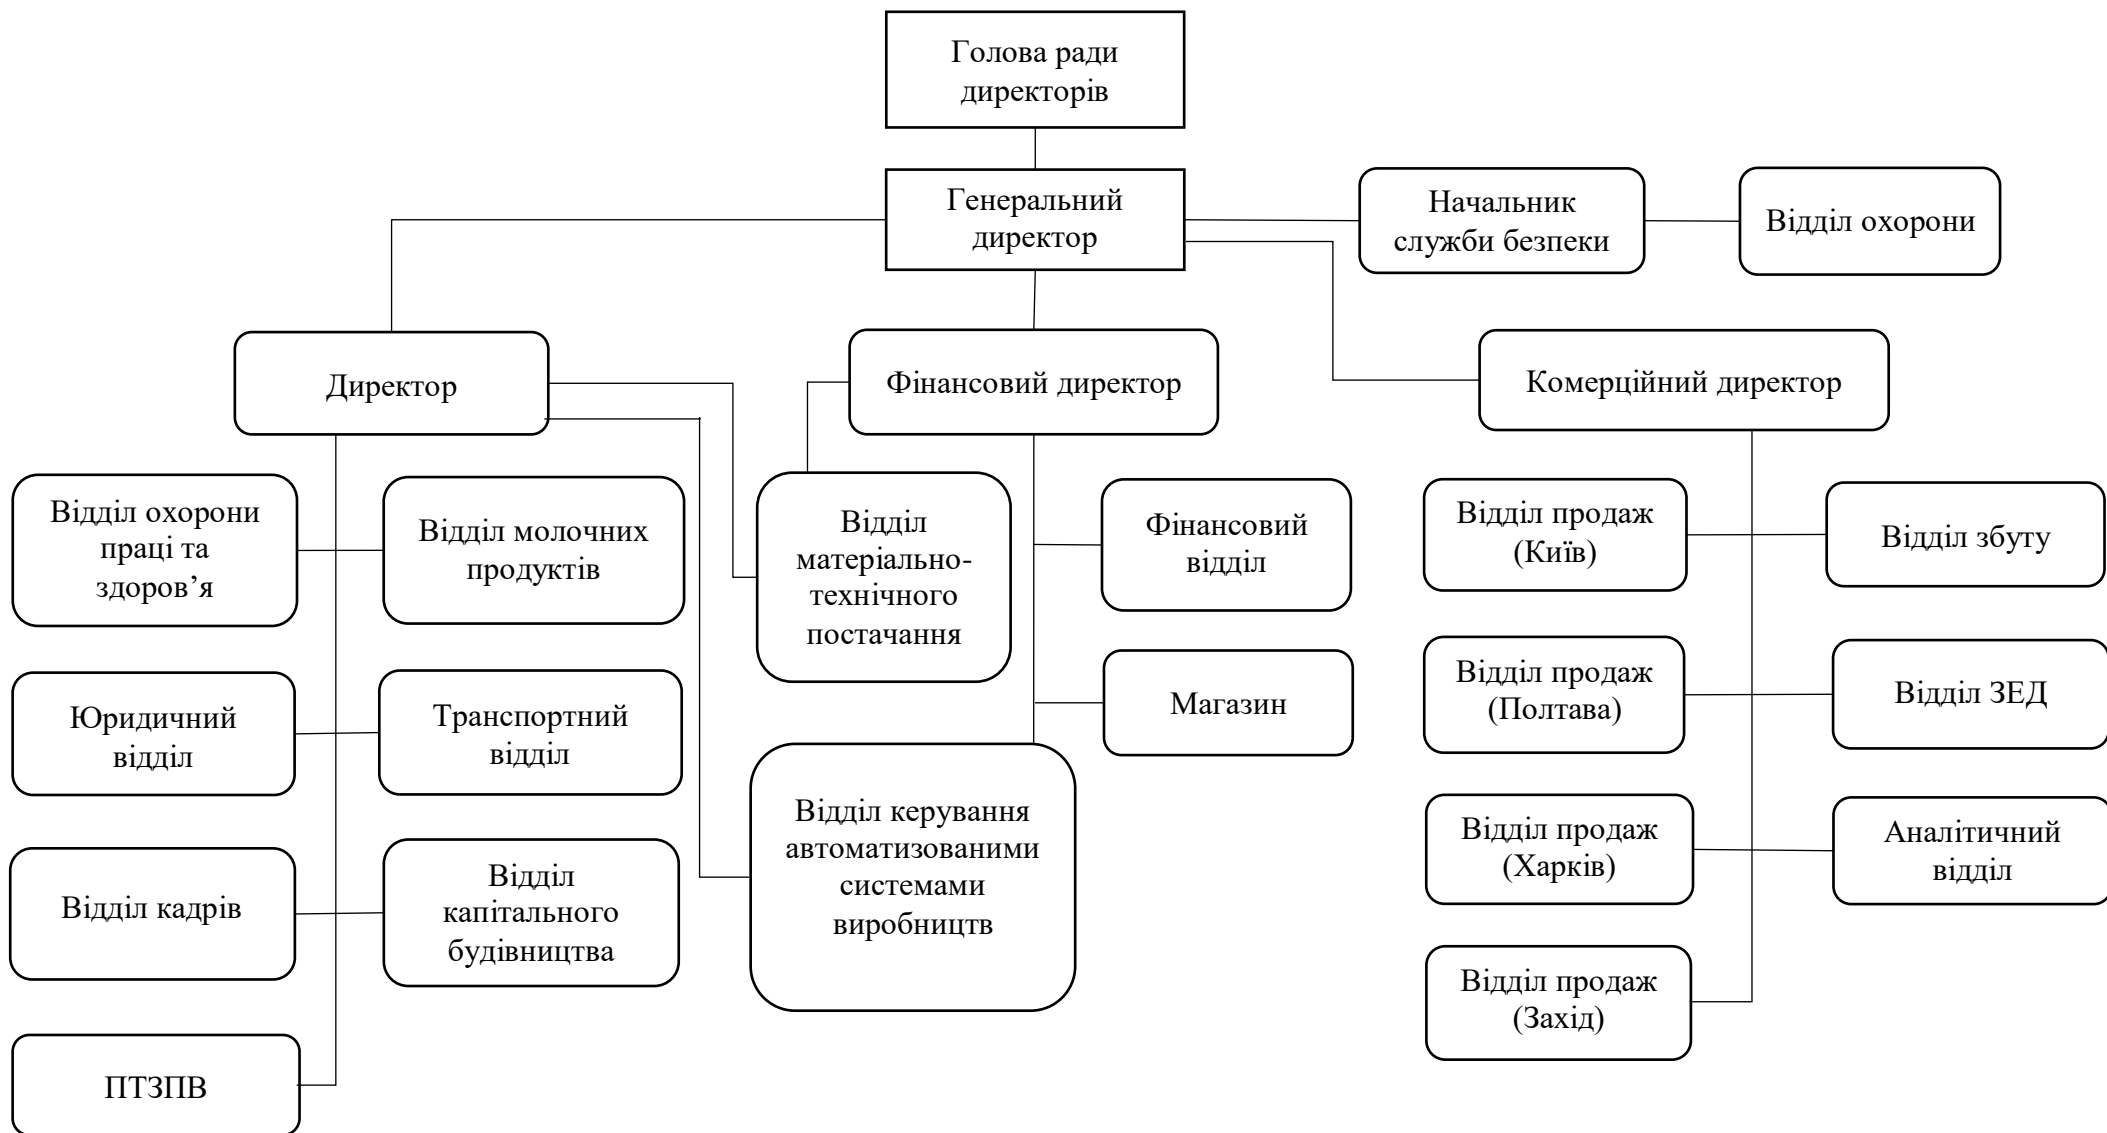 Голова ради
директорів
Генеральний
директор
Начальник
служби безпеки
Відділ охорони
Директор
Фінансовий директор
Комерційний директор
Відділ охорони
праці та
здоров’я
Відділ молочних
продуктів
Відділ
матеріально-
технічного
постачання
Фінансовий
відділ
Відділ продаж
(Київ)
Відділ збуту
Юридичний
відділ
Транспортний
відділ
Магазин
Відділ продаж
(Полтава)
Відділ ЗЕД
Відділ кадрів
Відділ
капітального
будівництва
Відділ керування
автоматизованими
системами
виробництв
Відділ продаж
(Харків)
Аналітичний
відділ
Відділ продаж
(Захід)
ПТЗПВ